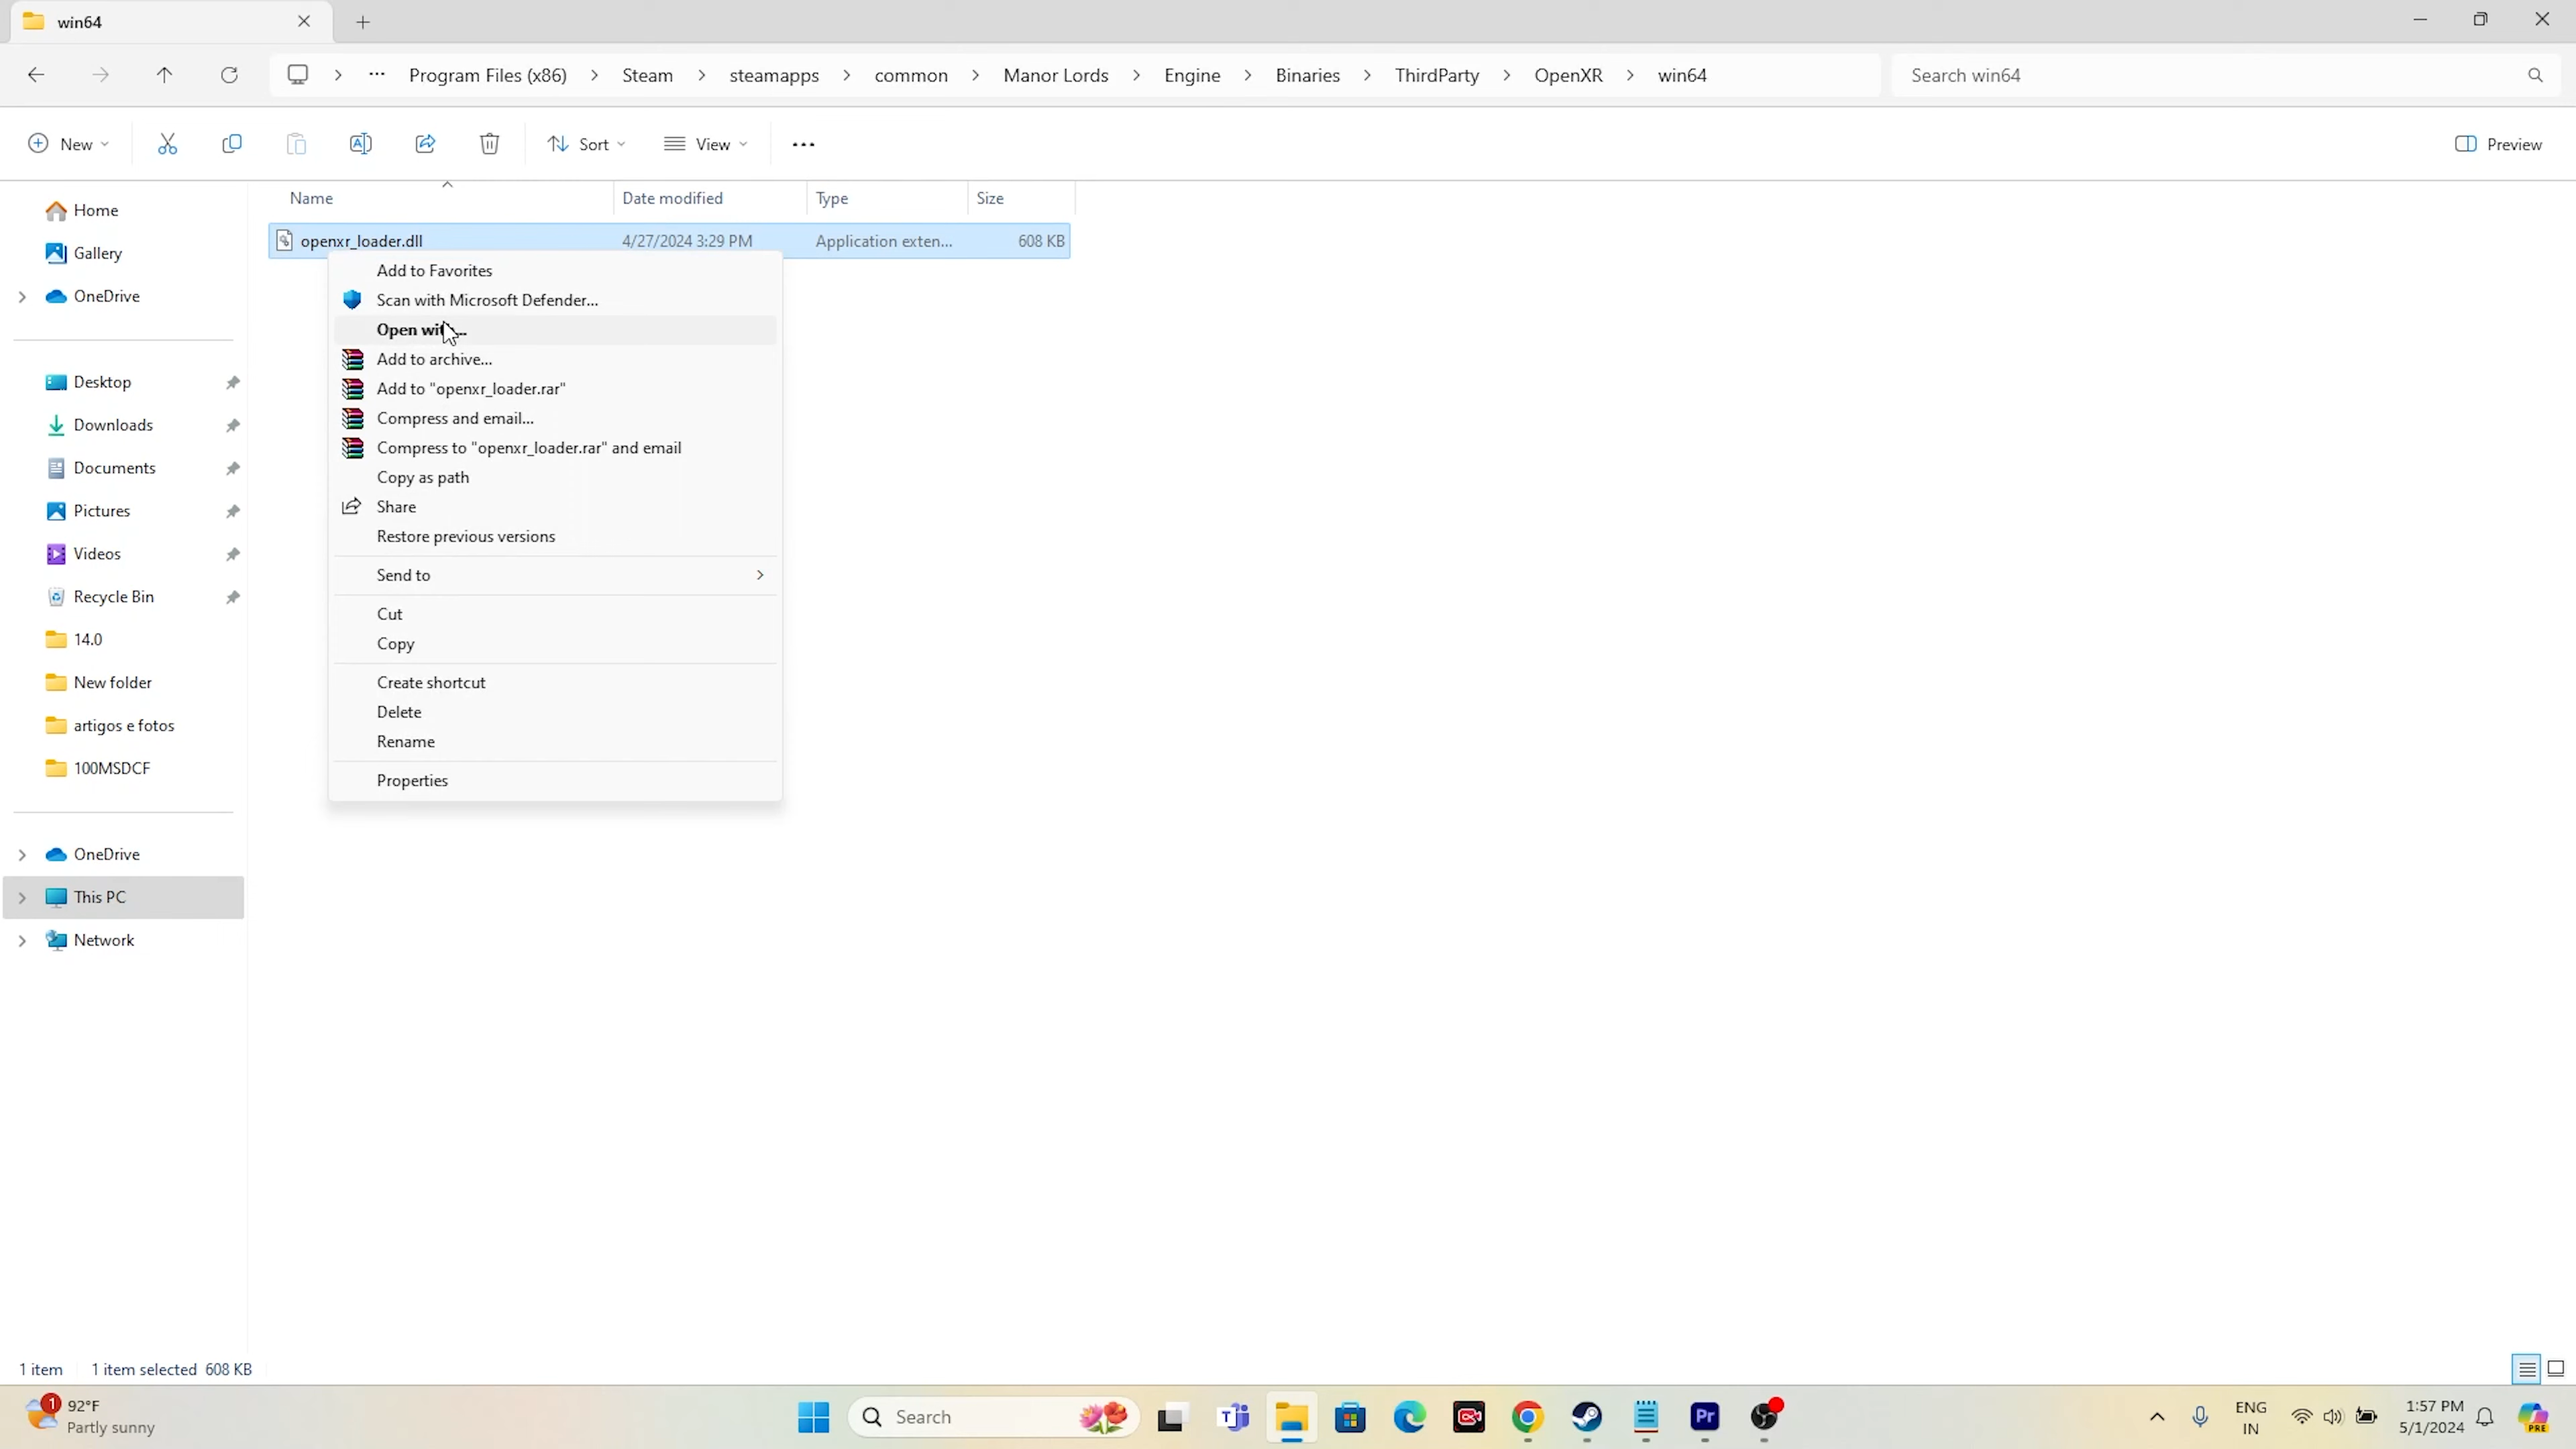 win64
Program Files (x86) Steam steamapps common Manor Lords Engine Binaries ThirdParty OpenXR win64
Search win64
New
Sort
View
Preview
Name Date modified Type Size
openxr_loader.dll 4/27/2024 3:29 PM Application exten... 608 KB
Home
Gallery
OneDrive
Desktop
Downloads
Documents
Pictures
Videos
Recycle Bin
14.0
New folder
artigos e fotos
100MSDCF
OneDrive
This PC
Network
Add to Favorites
Scan with Microsoft Defender...
Open with...
Add to archive...
Add to "openxr_loader.rar"
Compress and email...
Compress to "openxr_loader.rar" and email
Copy as path
Share
Restore previous versions
Send to
Cut
Copy
Create shortcut
Delete
Rename
Properties
1 item 1 item selected 608 KB
1
92°F
Partly sunny
Search
Pr
ENG
IN
1:57 PM
5/1/2024
PRE